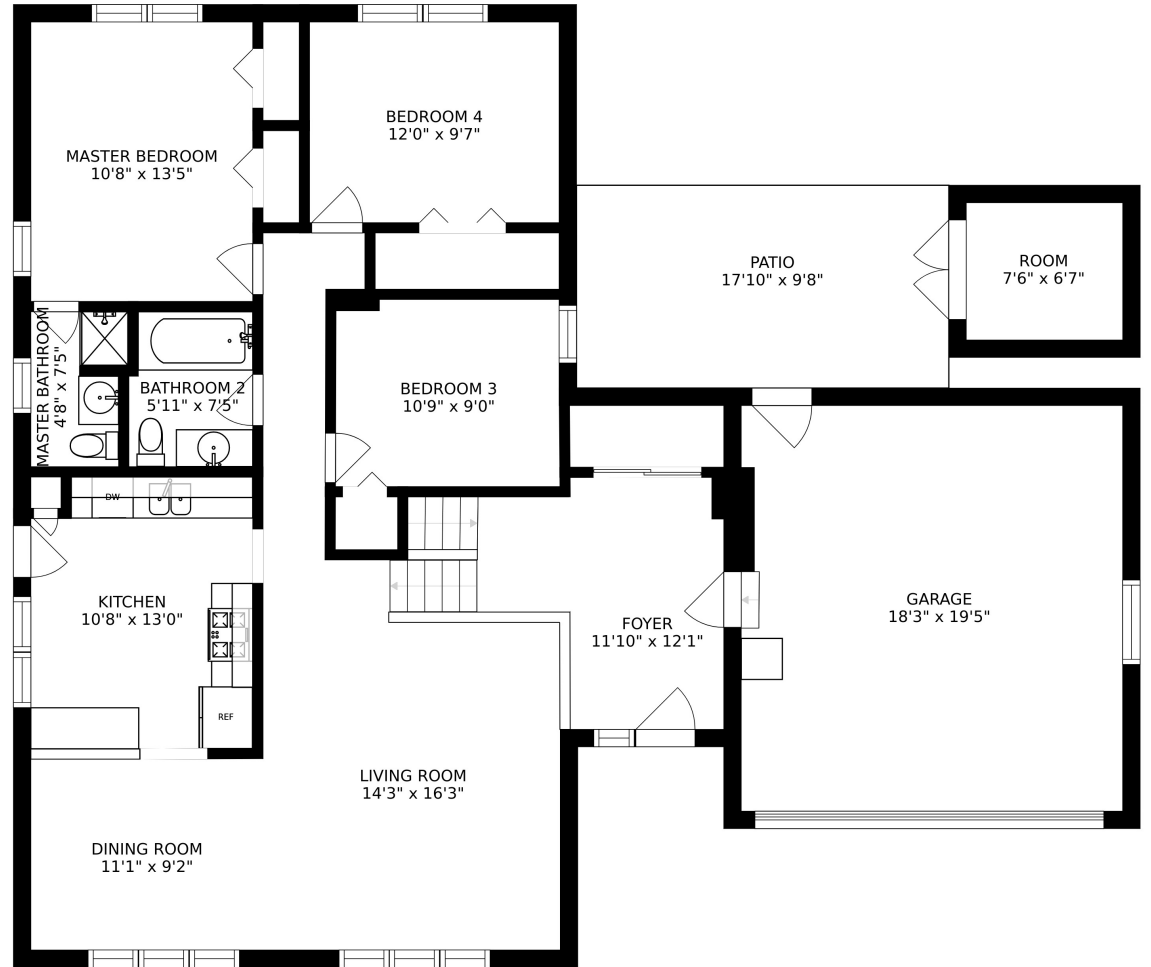 MASTER BEDROOM
10'8" x 13'5"
BEDROOM 4
12'0" x 9'7"
PATIO
17'10" x 9'8"
ROOM
7'6" x 6'7"
MASTER BATHROOM
4'8" x 7'5"
BATHROOM 2
5'11" x 7'5"
BEDROOM 3
10'9" x 9'0"
DW
KITCHEN
10'8" x 13'0"
REF
FOYER
11'10" x 12'1"
GARAGE
18'3" x 19'5"
LIVING ROOM
14'3" x 16'3"
DINING ROOM
11'1" x 9'2"